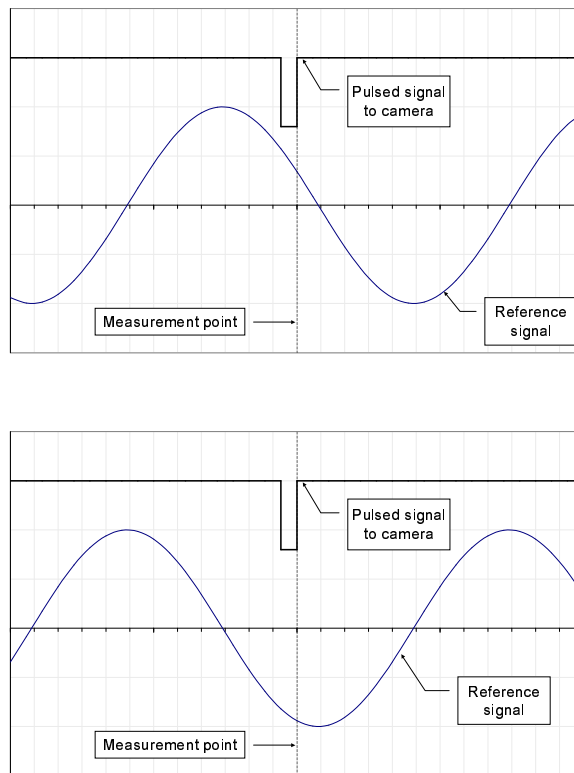 Pulsed signal
to camera
Measurement point
Reference
signal
Pulsed signal
to camera
Reference
signal
Measurement point